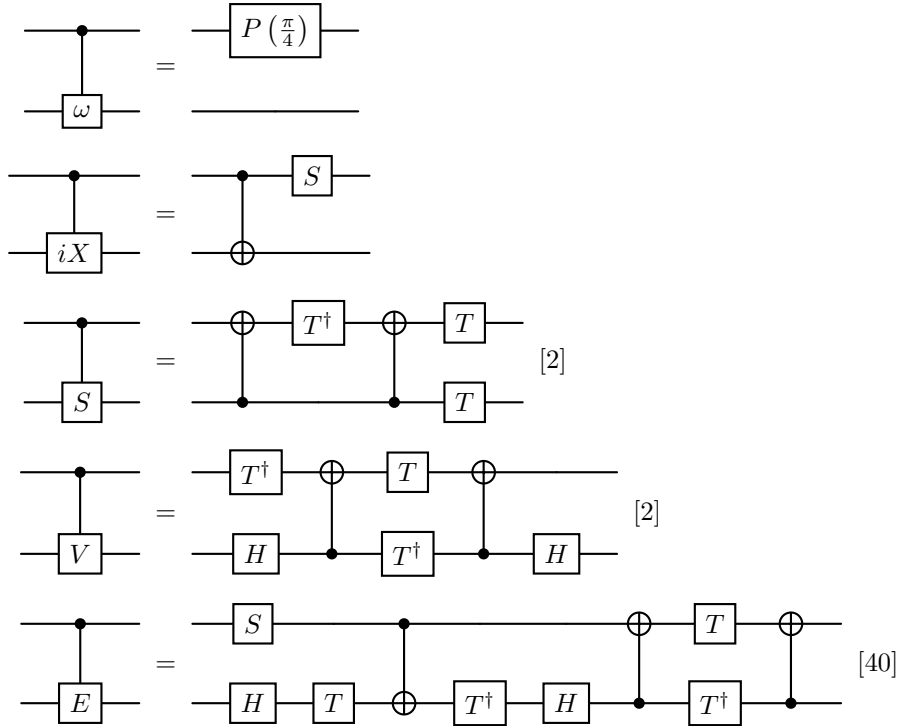 P (π/4)
=
ω
S
=
iX
T† T
= [2]
S T
T† T
= [2]
V H T† H
S T
= [40]
E H T T† H T†